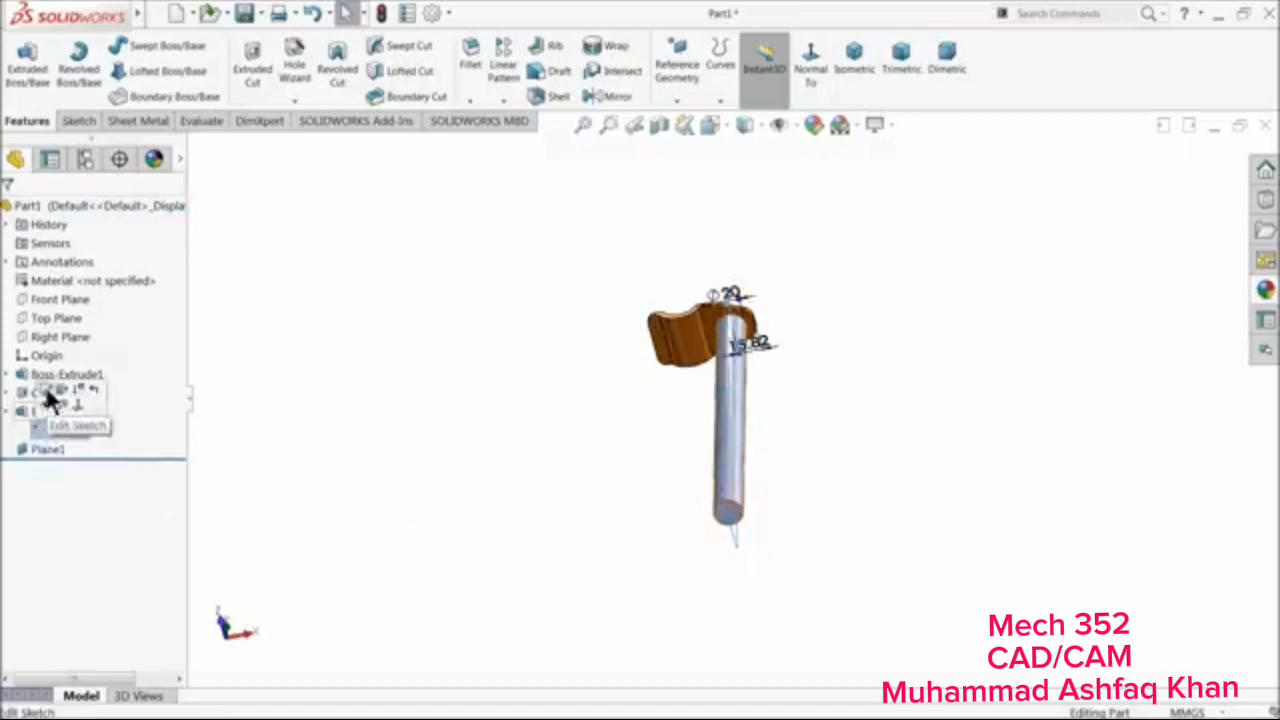 SOLIDWORKS
Part1 *
Search Commands
Extruded Boss/Base
Revolved Boss/Base
Swept Boss/Base
Lofted Boss/Base
Boundary Boss/Base
Extruded Cut
Hole Wizard
Revolved Cut
Swept Cut
Lofted Cut
Boundary Cut
Fillet
Linear Pattern
Rib
Draft
Shell
Wrap
Intersect
Mirror
Reference Geometry
Curves
Instant3D
Normal To
Isometric
Trimetric
Dimetric
Features
Sketch
Sheet Metal
Evaluate
DimXpert
SOLIDWORKS Add-Ins
SOLIDWORKS MBD
Part1 (Default<<Default>_Displa
History
Sensors
Annotations
Material <not specified>
Front Plane
Top Plane
Right Plane
Origin
Boss-Extrude1
Edit Sketch
Plane1
20
15.82
Model
3D Views
Edit Sketch
Editing Part
MMGS
Mech 352
CAD/CAM
Muhammad Ashfaq Khan